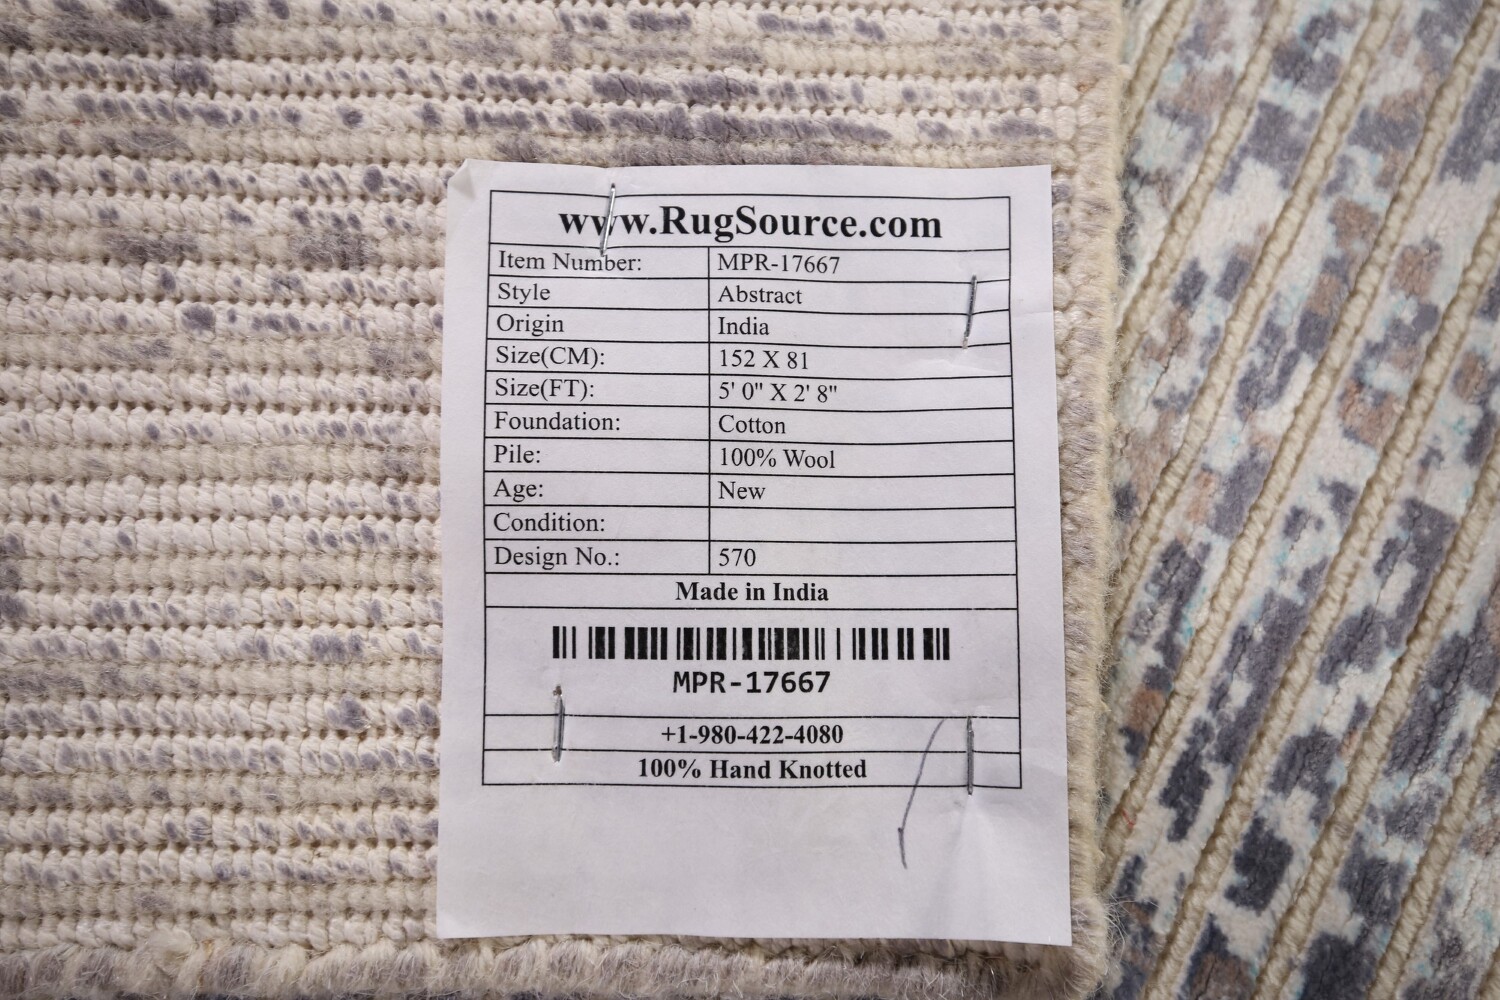 www.RugSource.com
Item Number: MPR-17667
Style Abstract
Origin India
Size(CM): 152 X 81
Size(FT): 5' 0" X 2' 8"
Foundation: Cotton
Pile: 100% Wool
Age: New
Condition:
Design No.: 570
Made in India
MPR-17667
+1-980-422-4080
100% Hand Knotted